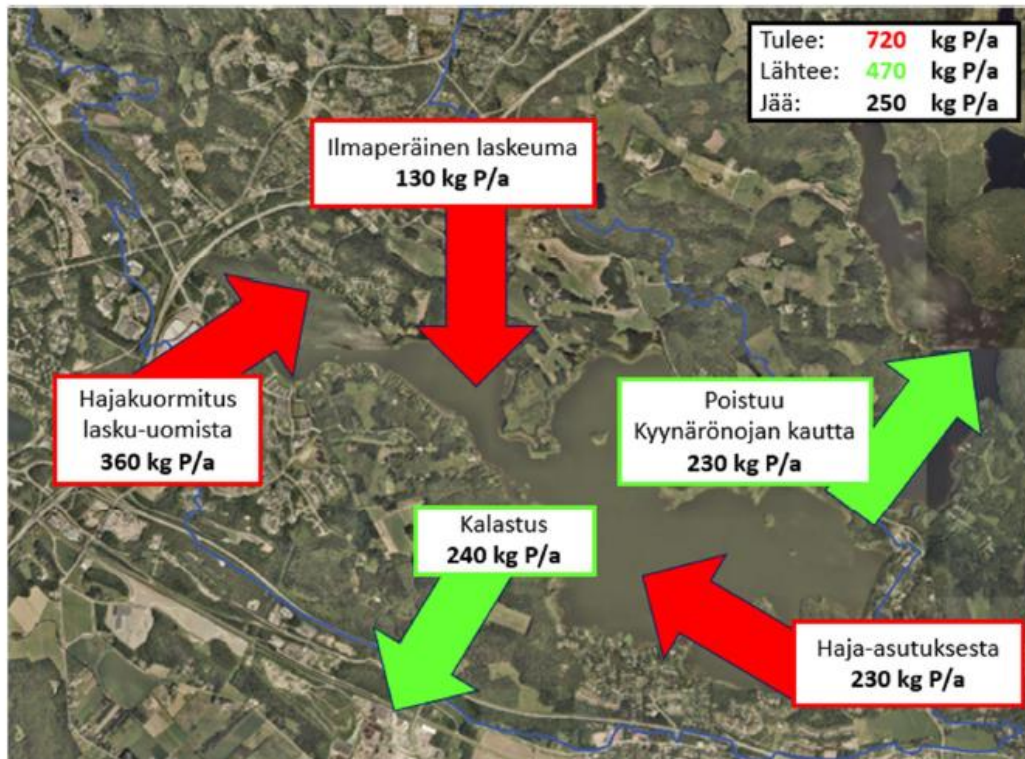 Tulee: 720 kg P/a
Lähtee: 470 kg P/a
Jää: 250 kg P/a
Ilmaperäinen laskeuma
130 kg P/a
Hajakuormitus
lasku-uomista
360 kg P/a
Poistuu
Kyynärönojan kautta
230 kg P/a
Kalastus
240 kg P/a
Haja-asutuksesta
230 kg P/a